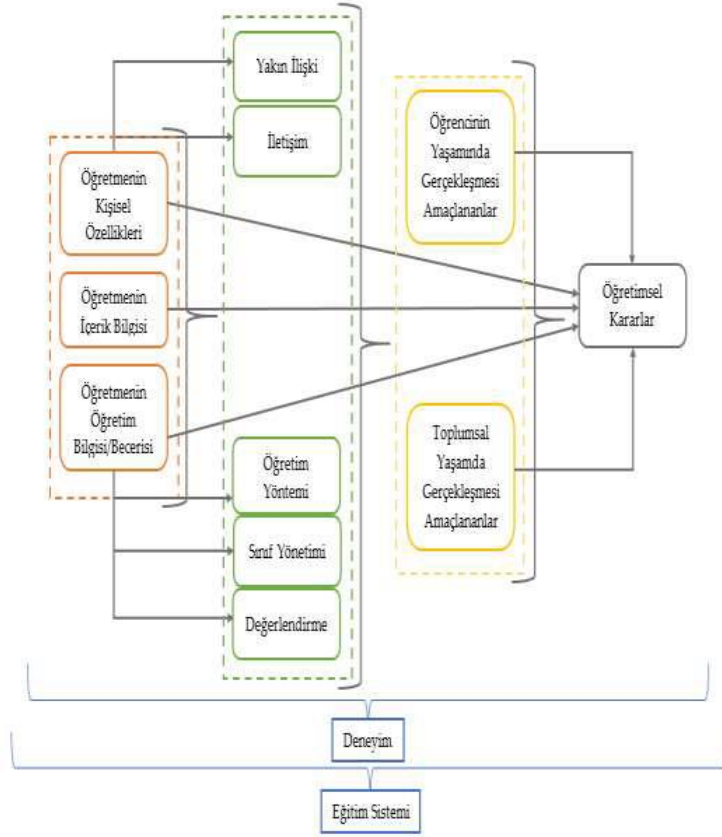 Yakın İlişki
İletişim
Öğretmenin
Kişisel
Özellikleri
Öğretmenin
İçerik Bilgisi
Öğretmenin
Öğretim
Bilgisi/Becerisi
Öğretim
Yöntemi
Sınıf Yönetimi
Değerlendirme
Öğrencinin
Yaşamında
Gerçekleşmesi
Amaçlananlar
Toplumsal
Yaşamda
Gerçekleşmesi
Amaçlananlar
Öğretimsel
Kararlar
Deneyim
Eğitim Sistemi